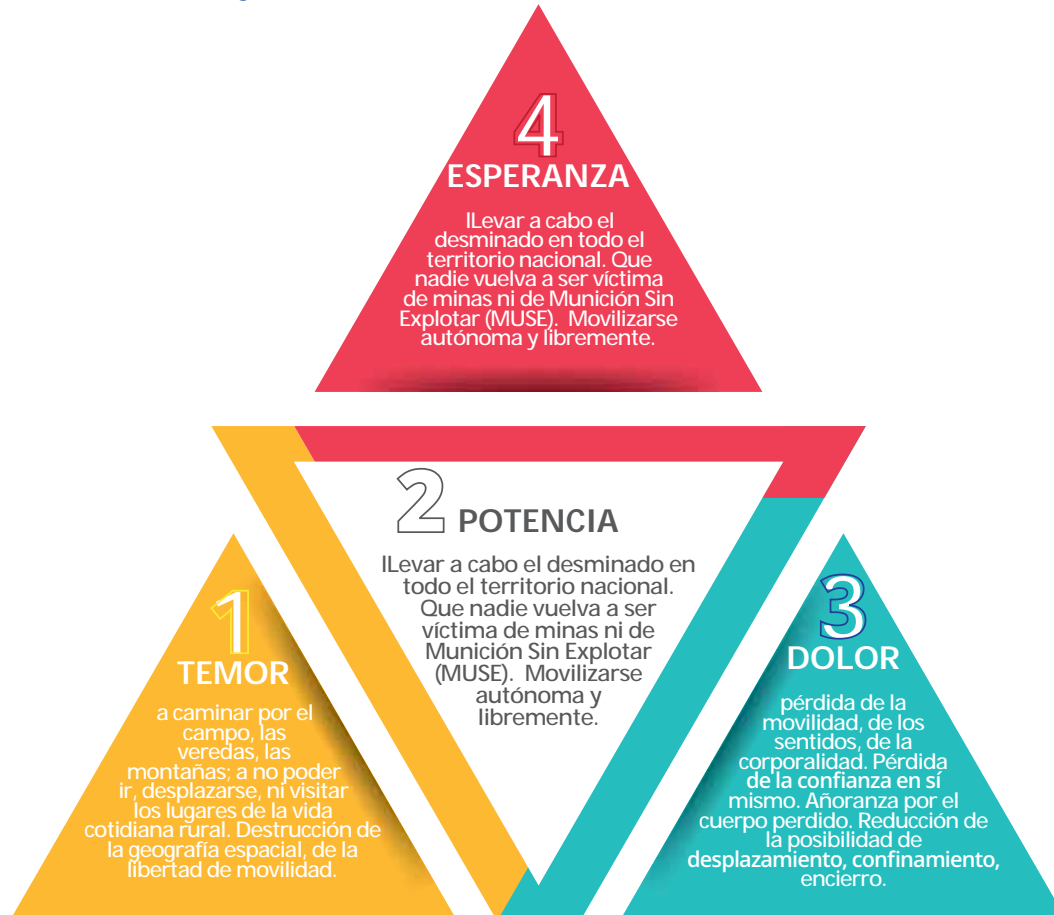 4
ESPERANZA
lLevar a cabo el
desminado en todo el
territorio nacional. Que
nadie vuelva a ser víctima
de minas ni de Munición Sin
Explotar (MUSE). Movilizarse
autónoma y libremente.
2 POTENCIA
lLevar a cabo el desminado en
todo el territorio nacional.
Que nadie vuelva a ser
víctima de minas ni de
Munición Sin Explotar
(MUSE). Movilizarse
autónoma y
libremente.
1
TEMOR
a caminar por el
campo, las
veredas, las
montañas; a no poder
ir, desplazarse, ni visitar
los lugares de la vida
cotidiana rural. Destrucción de
la geografía espacial, de la
libertad de movilidad.
3
DOLOR
pérdida de la
movilidad, de los
sentidos, de la
corporalidad. Pérdida
de la confianza en sí
mismo. Añoranza por el
cuerpo perdido. Reducción de
la posibilidad de
desplazamiento, confinamiento,
encierro.